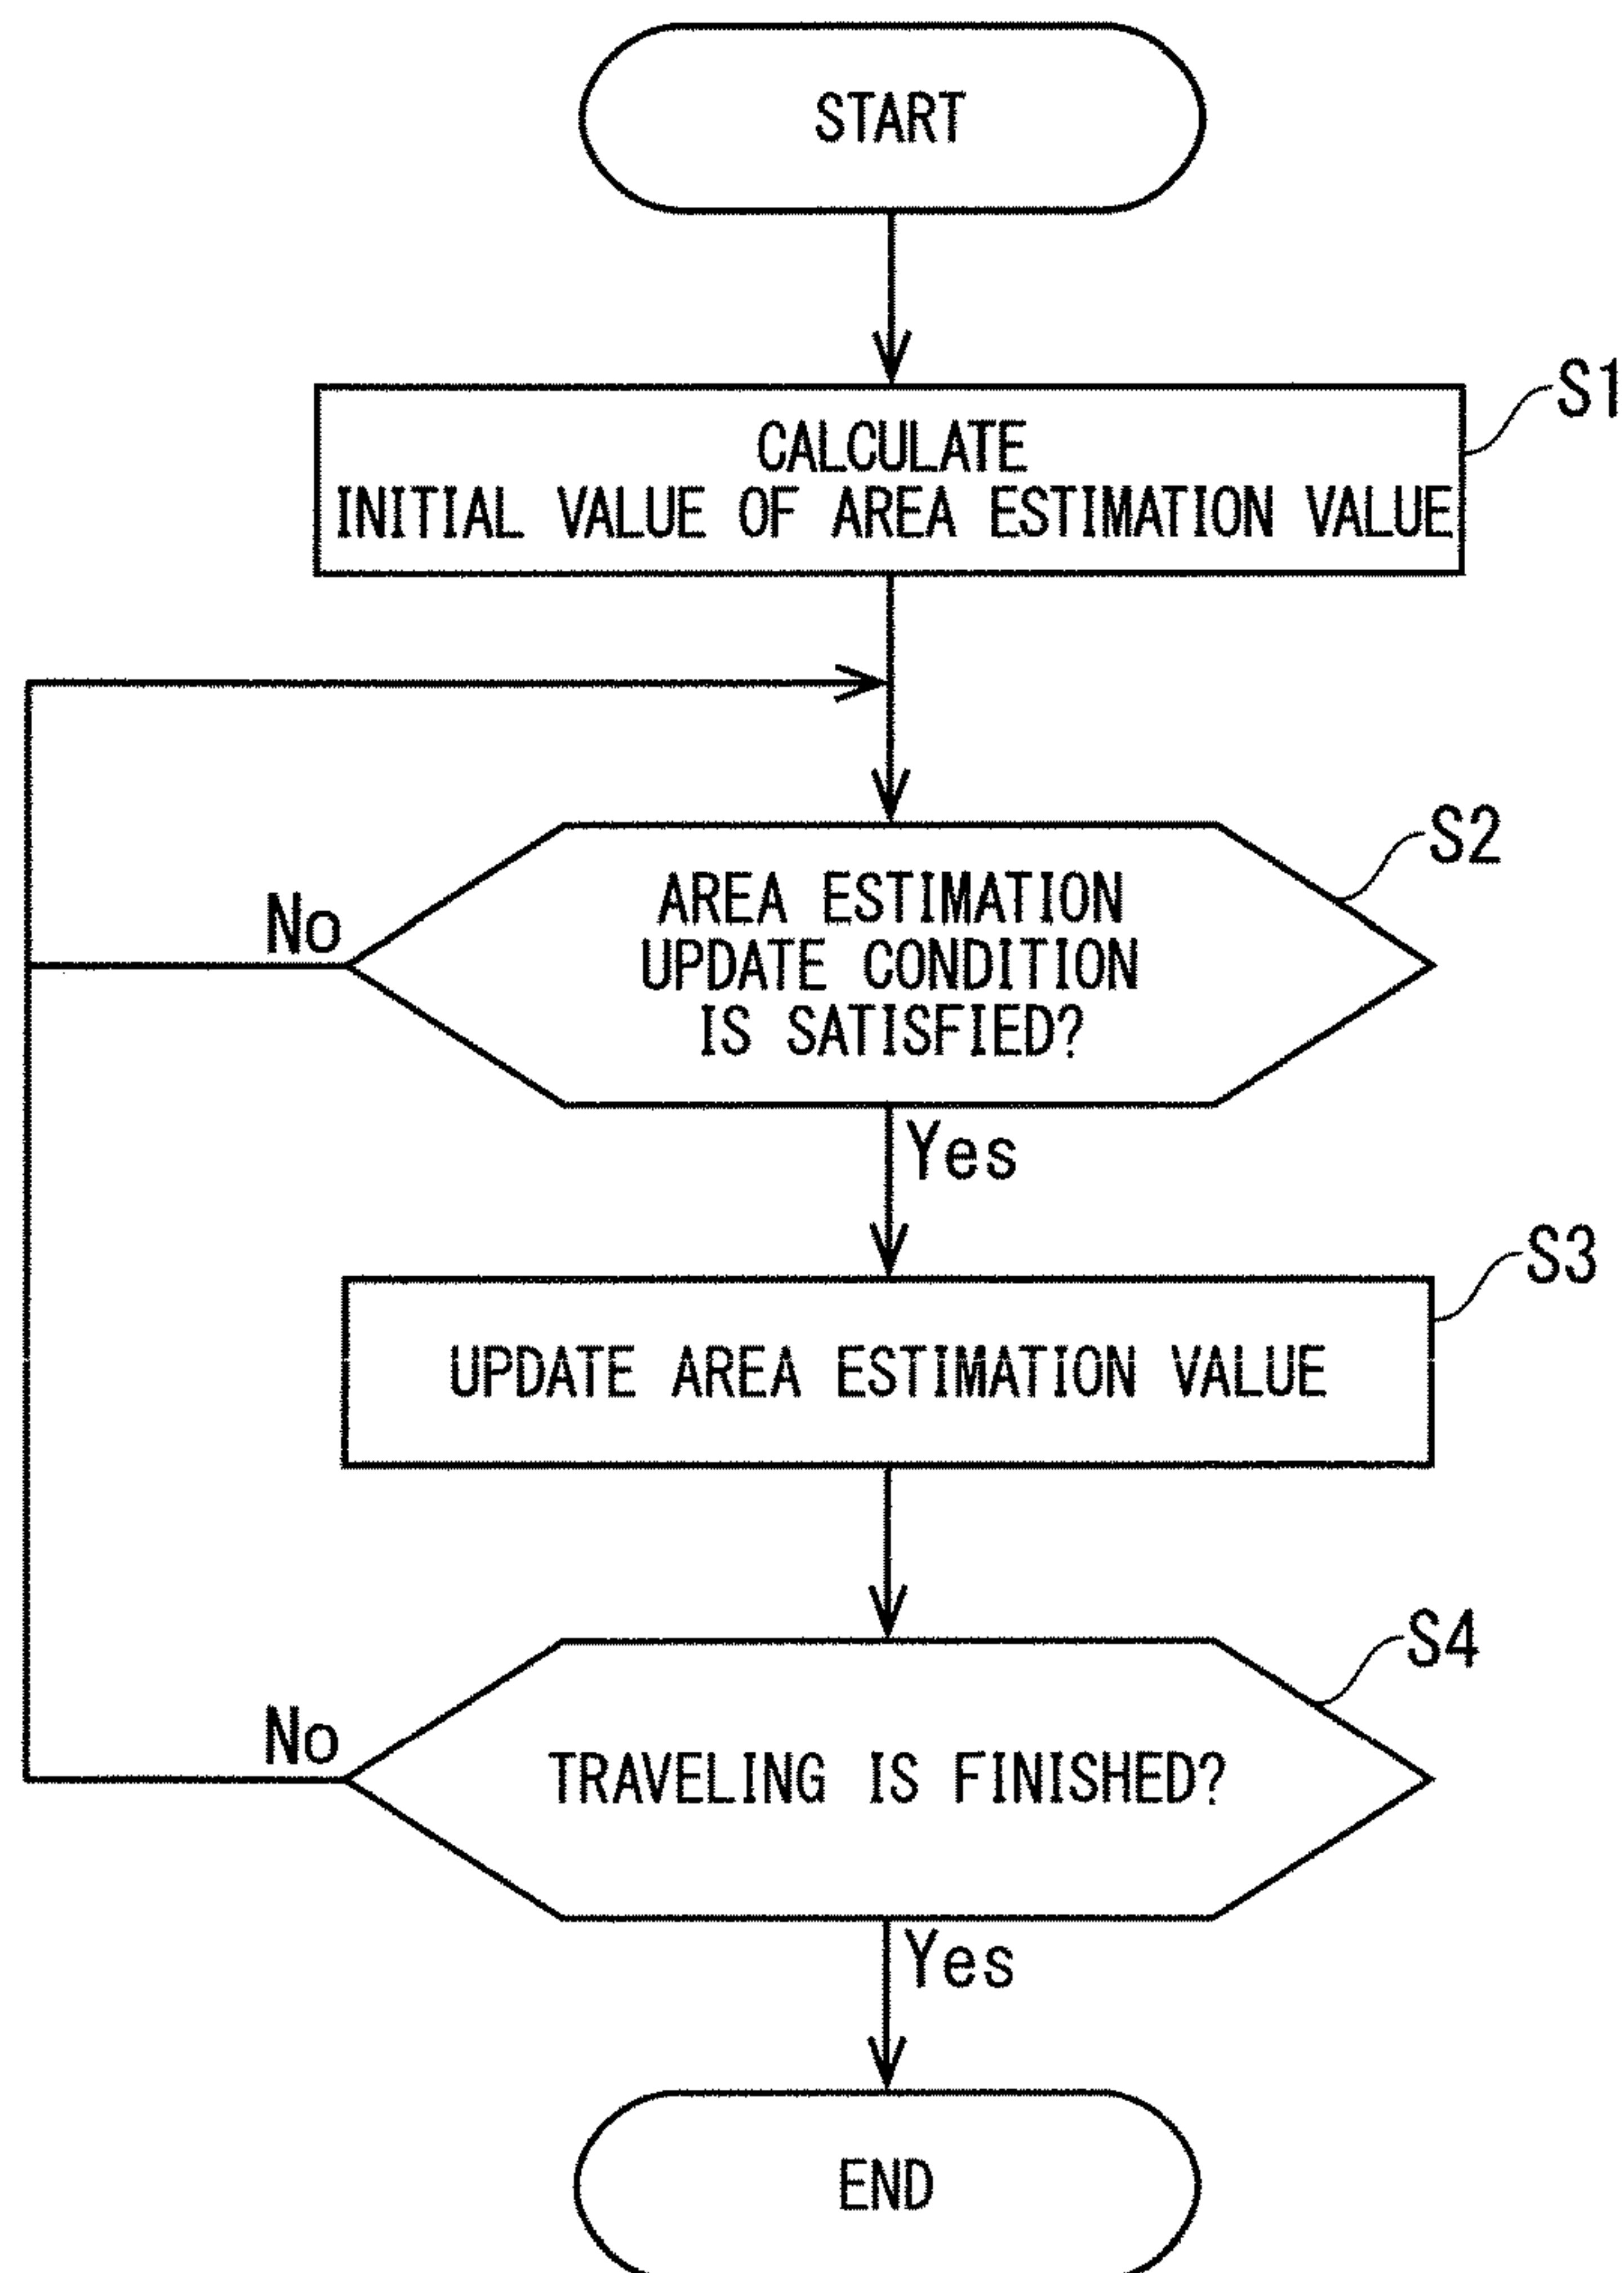 START
S1
CALCULATE
INITIAL VALUE OF AREA ESTIMATION VALUE
S2
No
AREA ESTIMATION
UPDATE CONDITION
IS SATISFIED?
Yes
S3
UPDATE AREA ESTIMATION VALUE
S4
No
TRAVELING IS FINISHED?
Yes
END